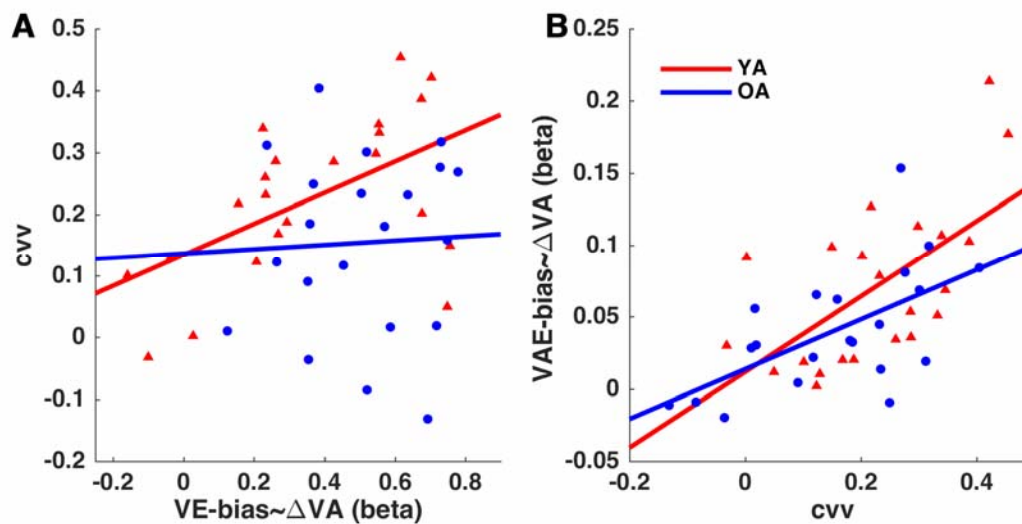 A
cvv
0.5
0.4
0.3
0.2
0.1
0
-0.1
-0.2
-0.2 0 0.2 0.4 0.6 0.8
VE-bias~ΔVA (beta)
B
VAE-bias~ΔVA (beta)
0.25
0.2
0.15
0.1
0.05
0
-0.05
-0.2 0 0.2 0.4
cvv
YA
OA